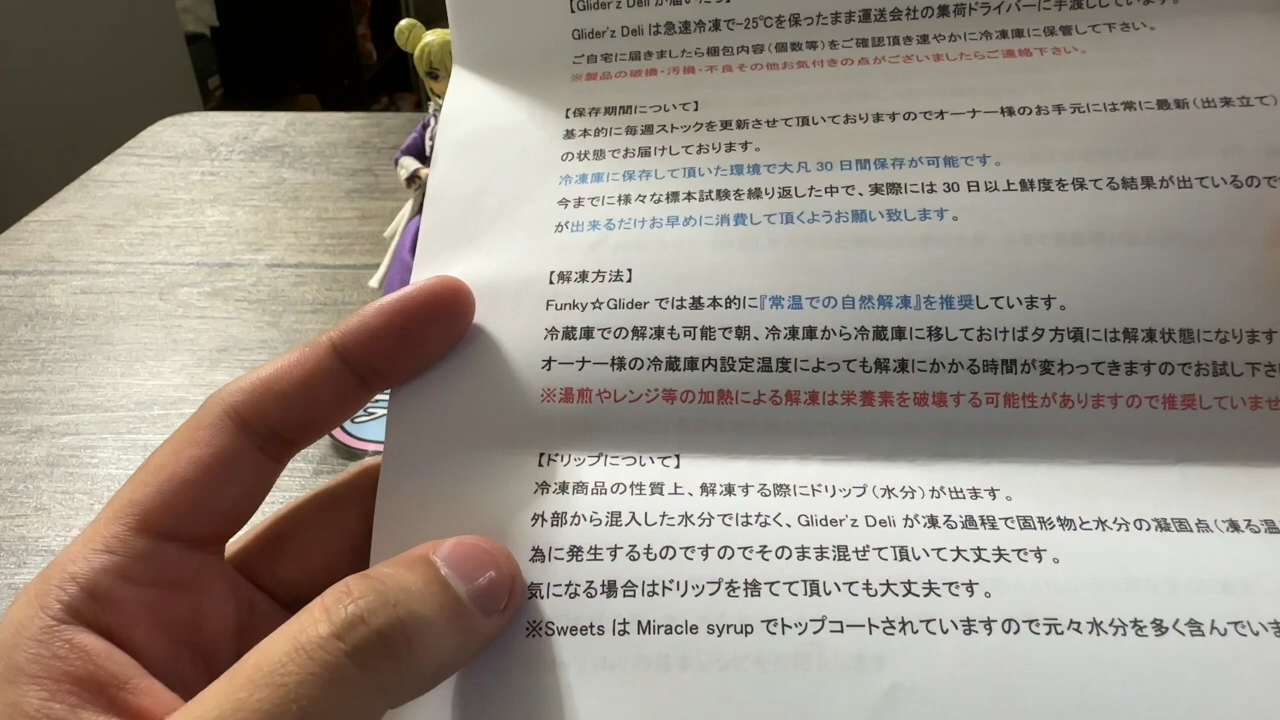 【Glider'z Deli が届いたら】
Glider'z Deli は急速冷凍で-25℃を保ったまま運送会社の集荷ドライバーに手渡ししています。
ご自宅に届きましたら梱包内容(個数等)をご確認頂き速やかに冷凍庫に保管して下さい。
※製品の破損・汚損・不良その他お気付きの点がございましたらご連絡下さい。
【保存期間について】
基本的に毎週ストックを更新させて頂いておりますのでオーナー様のお手元には常に最新(出来立て)
の状態でお届けしております。
冷凍庫に保存して頂いた環境で大凡 30 日間保存が可能です。
今までに様々な標本試験を繰り返した中で、実際には 30 日以上鮮度を保てる結果が出ているので
が出来るだけお早めに消費して頂くようお願い致します。
【解凍方法】
Funky☆Glider では基本的に『常温での自然解凍』を推奨しています。
冷蔵庫での解凍も可能で朝、冷凍庫から冷蔵庫に移しておけば夕方頃には解凍状態になります
オーナー様の冷蔵庫内設定温度によっても解凍にかかる時間が変わってきますのでお試し下さ
※湯煎やレンジ等の加熱による解凍は栄養素を破壊する可能性がありますので推奨していませ
【ドリップについて】
冷凍商品の性質上、解凍する際にドリップ(水分)が出ます。
外部から混入した水分ではなく、Glider'z Deli が凍る過程で固形物と水分の凝固点(凍る温
為に発生するものですのでそのまま混ぜて頂いて大丈夫です。
気になる場合はドリップを捨てて頂いても大丈夫です。
※Sweets は Miracle syrup でトップコートされていますので元々水分を多く含んでいま